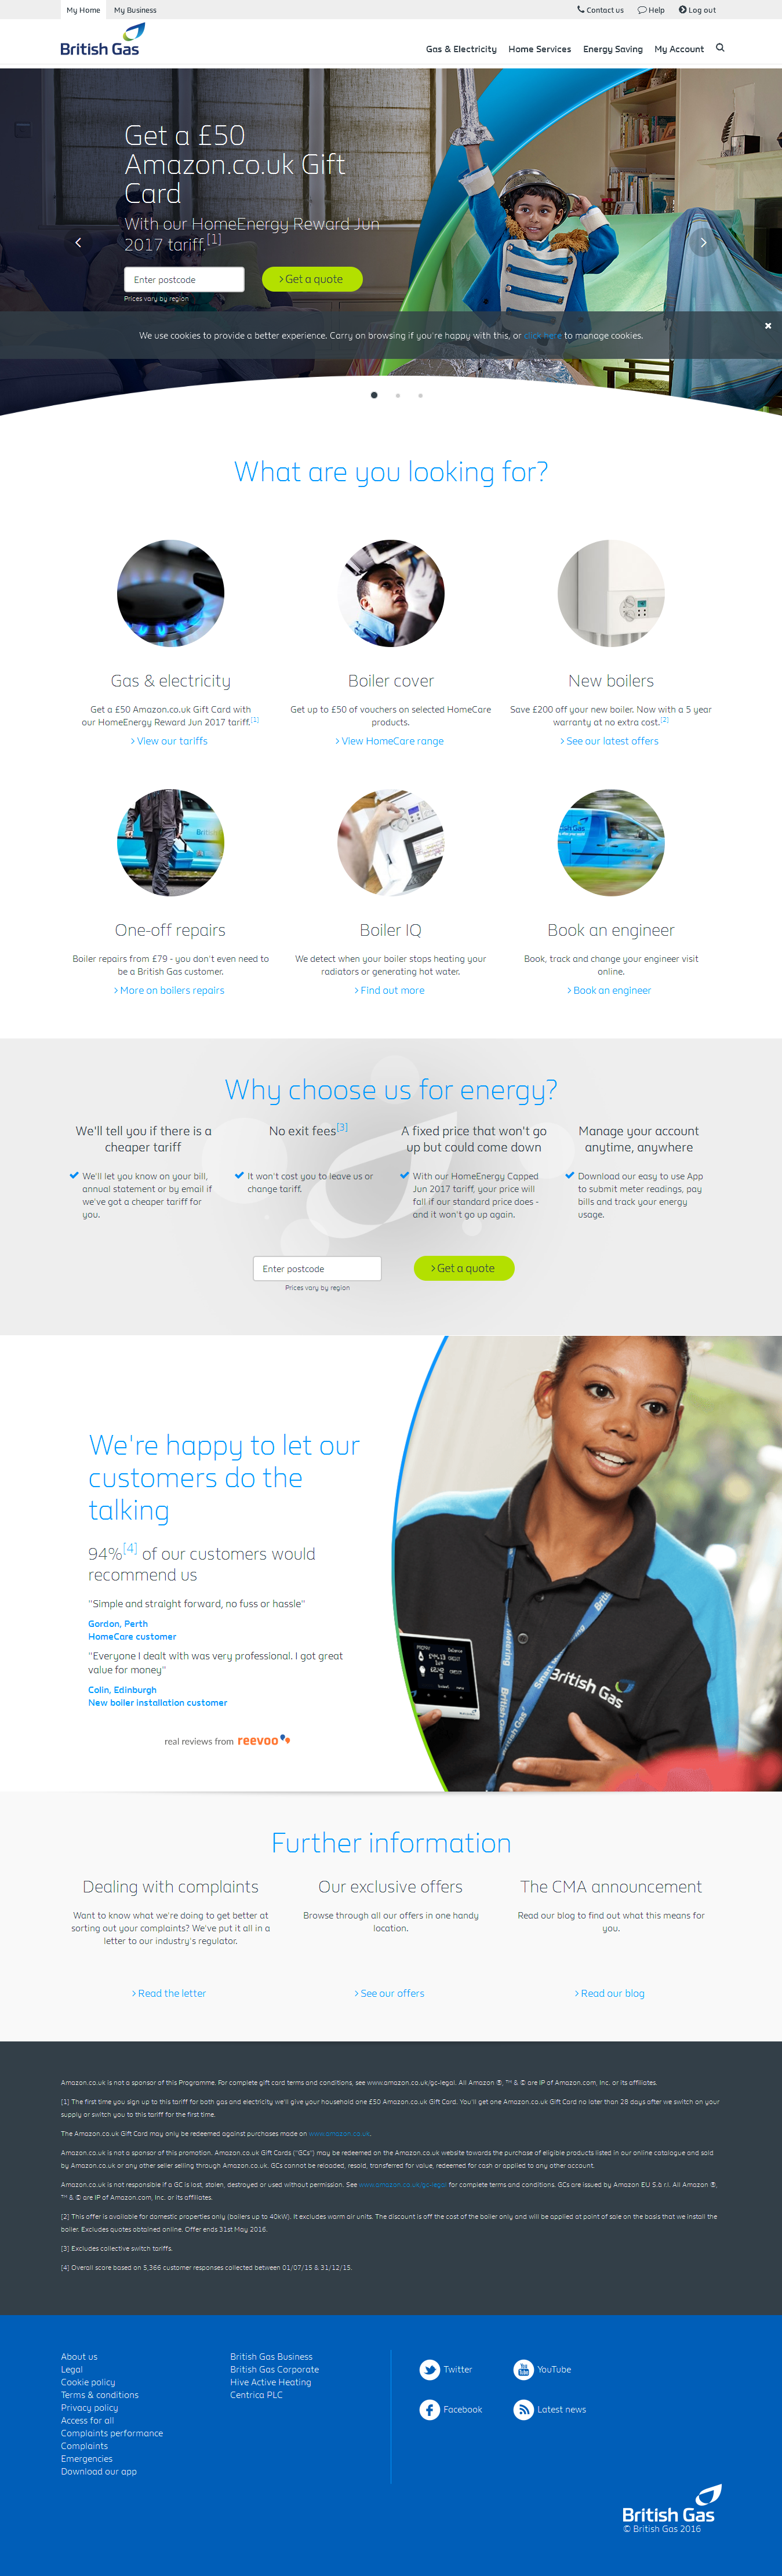 My Home
My Business
Contact us
Help
Log out
British Gas
Gas & Electricity
Home Services
Energy Saving
My Account
Get a £50
Amazon.co.uk Gift
Card
With our HomeEnergy Reward Jun
2017 tariff.[1]
Enter postcode
Get a quote
Prices vary by region
We use cookies to provide a better experience. Carry on browsing if you're happy with this, or click here to manage cookies.
What are you looking for?
Gas & electricity
Get a £50 Amazon.co.uk Gift Card with
our HomeEnergy Reward Jun 2017 tariff.[1]
View our tariffs
Boiler cover
Get up to £50 of vouchers on selected HomeCare
products.
View HomeCare range
New boilers
Save £200 off your new boiler. Now with a 5 year
warranty at no extra cost.[2]
See our latest offers
One-off repairs
Boiler repairs from £79 - you don't even need to
be a British Gas customer.
More on boilers repairs
Boiler IQ
We detect when your boiler stops heating your
radiators or generating hot water.
Find out more
Book an engineer
Book, track and change your engineer visit
online.
Book an engineer
Why choose us for energy?
We'll tell you if there is a
cheaper tariff
We'll let you know on your bill,
annual statement or by email if
we've got a cheaper tariff for
you.
No exit fees[3]
It won't cost you to leave us or
change tariff.
A fixed price that won't go
up but could come down
With our HomeEnergy Capped
Jun 2017 tariff, your price will
fall if our standard price does -
and it won't go up again.
Manage your account
anytime, anywhere
Download our easy to use App
to submit meter readings, pay
bills and track your energy
usage.
Enter postcode
Get a quote
Prices vary by region
We're happy to let our
customers do the
talking
94%[4] of our customers would
recommend us
"Simple and straight forward, no fuss or hassle"
Gordon, Perth
HomeCare customer
"Everyone I dealt with was very professional. I got great
value for money"
Colin, Edinburgh
New boiler installation customer
real reviews from reevoo
British Gas
Further information
Dealing with complaints
Want to know what we're doing to get better at
sorting out your complaints? We've put it all in a
letter to our industry's regulator.
Read the letter
Our exclusive offers
Browse through all our offers in one handy
location.
See our offers
The CMA announcement
Read our blog to find out what this means for
you.
Read our blog
Amazon.co.uk is not a sponsor of this Programme. For complete gift card terms and conditions, see www.amazon.co.uk/gc-legal. All Amazon ®, ™ & © are IP of Amazon.com, Inc. or its affiliates.
[1] The first time you sign up to this tariff for both gas and electricity we'll give your household one £50 Amazon.co.uk Gift Card. You'll get one Amazon.co.uk Gift Card no later than 28 days after we switch on your
supply or switch you to this tariff for the first time.
The Amazon.co.uk Gift Card may only be redeemed against purchases made on www.amazon.co.uk.
Amazon.co.uk is not a sponsor of this promotion. Amazon.co.uk Gift Cards ("GCs") may be redeemed on the Amazon.co.uk website towards the purchase of eligible products listed in our online catalogue and sold
by Amazon.co.uk or any other seller selling through Amazon.co.uk. GCs cannot be reloaded, resold, transferred for value, redeemed for cash or applied to any other account.
Amazon.co.uk is not responsible if a GC is lost, stolen, destroyed or used without permission. See www.amazon.co.uk/gc-legal for complete terms and conditions. GCs are issued by Amazon EU S.à r.l. All Amazon ®,
™ & © are IP of Amazon.com, Inc. or its affiliates.
[2] This offer is available for domestic properties only (boilers up to 40kW). It excludes warm air units. The discount is off the cost of the boiler only and will be applied at point of sale on the basis that we install the
boiler. Excludes quotes obtained online. Offer ends 31st May 2016.
[3] Excludes collective switch tariffs.
[4] Overall score based on 5,366 customer responses collected between 01/07/15 & 31/12/15.
About us
Legal
Cookie policy
Terms & conditions
Privacy policy
Access for all
Complaints performance
Complaints
Emergencies
Download our app
British Gas Business
British Gas Corporate
Hive Active Heating
Centrica PLC
Twitter
YouTube
Facebook
Latest news
British Gas
© British Gas 2016